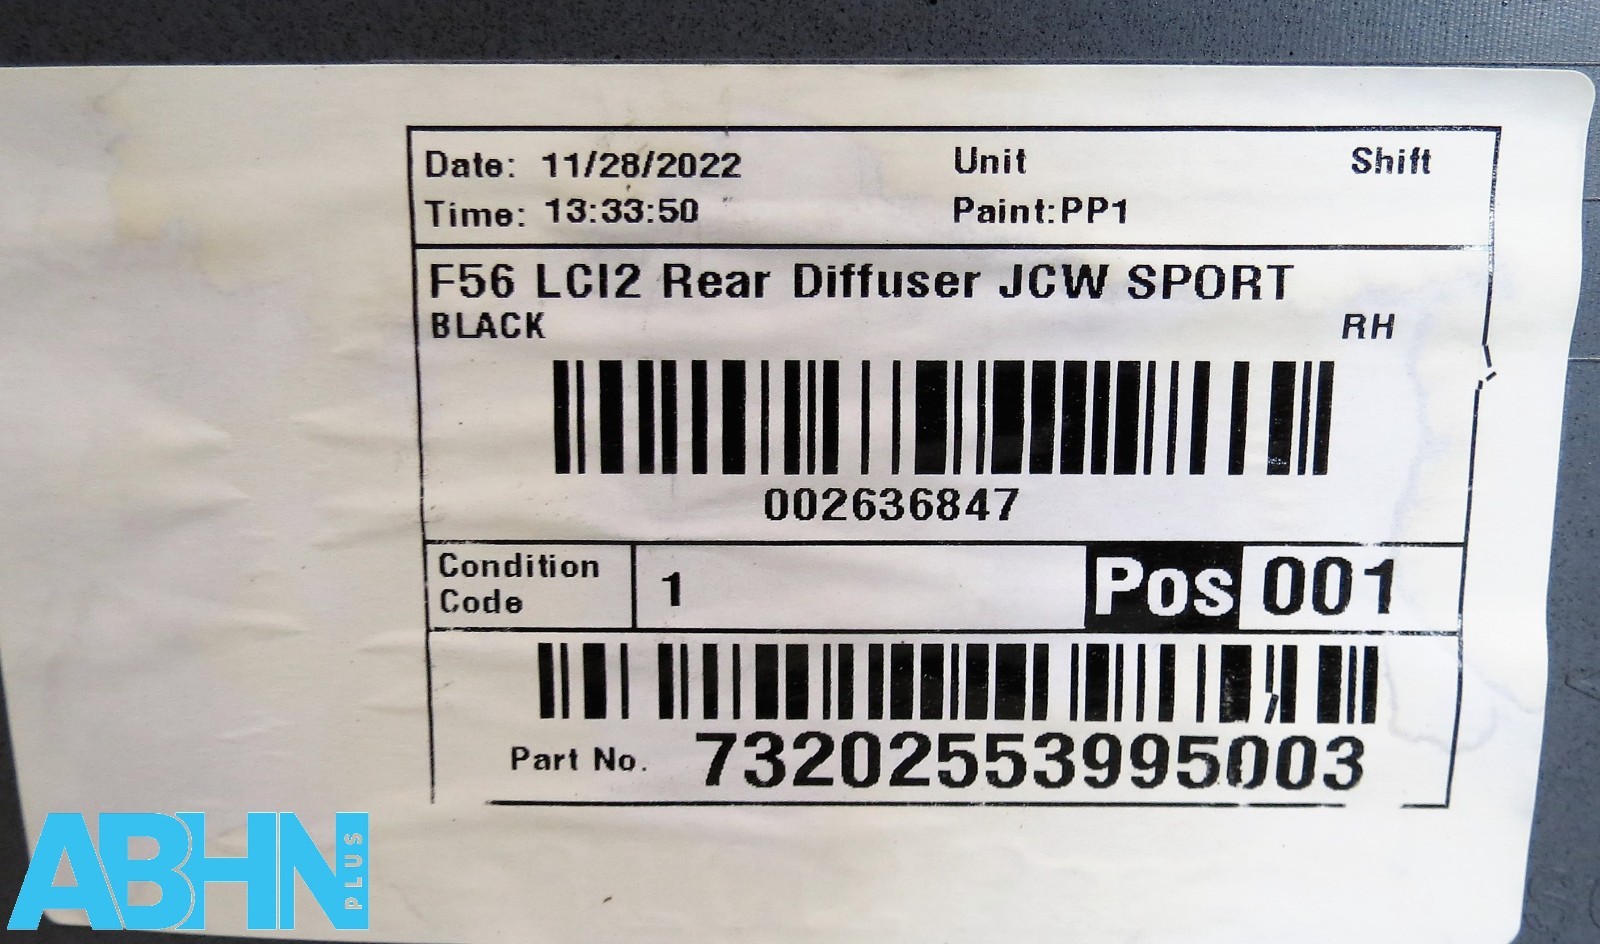 Date: 11/28/2022 Unit Shift
Time: 13:33:50 Paint:PP1
F56 LCI2 Rear Diffuser JCW SPORT
BLACK RH
002636847
Condition Code 1 Pos 001
Part No. 73202553995003
ABHN PLUS